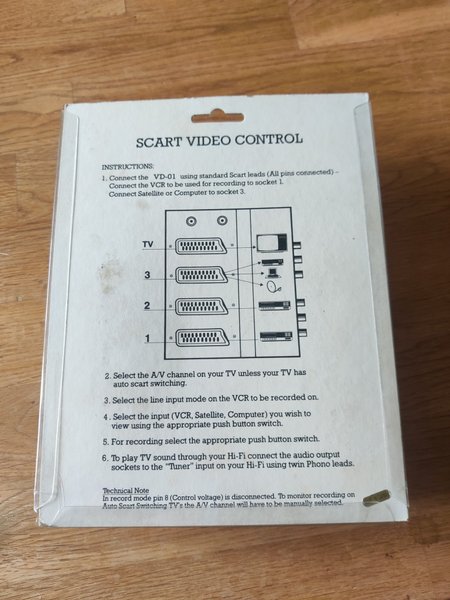 SCART VIDEO CONTROL
INSTRUCTIONS:
1. Connect the VD-01 using standard Scart leads (All pins connected) –
Connect the VCR to be used for recording to socket 1.
Connect Satellite or Computer to socket 3.
TV
3
2
1
2. Select the A/V channel on your TV unless your TV has
auto scart switching.
3. Select the line input mode on the VCR to be recorded on.
4. Select the input (VCR, Satellite, Computer) you wish to
view using the appropriate push button switch.
5. For recording select the appropriate push button switch.
6. To play TV sound through your Hi-Fi connect the audio output
sockets to the "Tuner" input on your Hi-Fi using twin Phono leads.
Technical Note
In record mode pin 8 (Control voltage) is disconnected. To monitor recording on
Auto Scart Switching TV's the A/V channel will have to be manually selected.